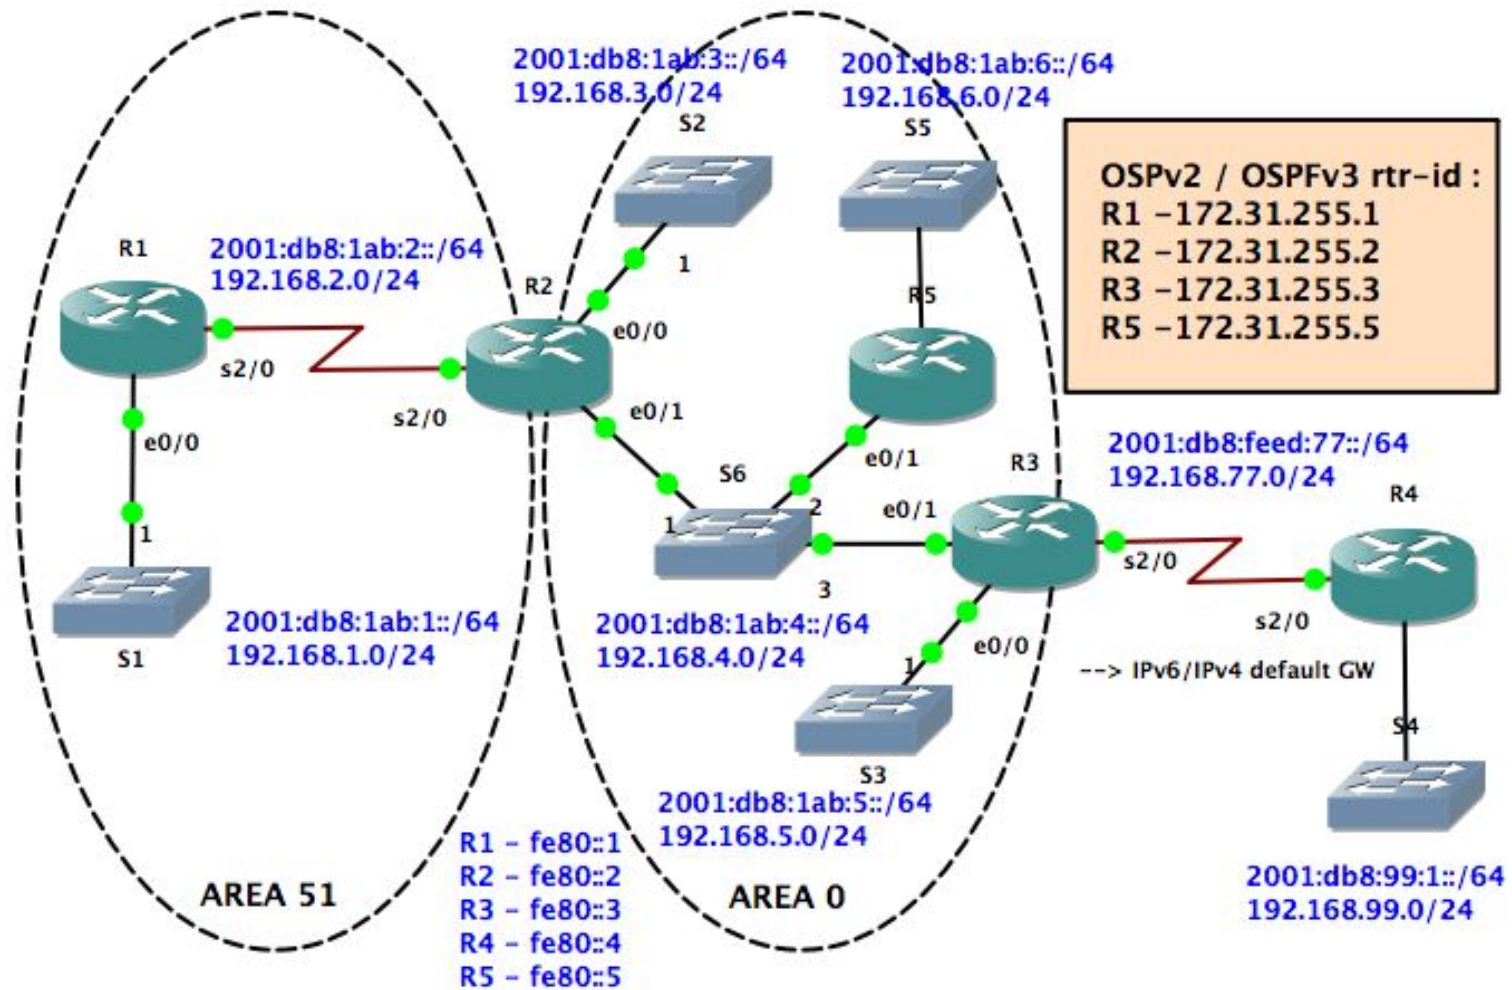 2001:db8:1ab:3::/64
192.168.3.0/24
S2
2001:db8:1ab:6::/64
192.168.6.0/24
S5
OSPv2 / OSPFv3 rtr-id :
R1 -172.31.255.1
R2 -172.31.255.2
R3 -172.31.255.3
R5 -172.31.255.5
R1
2001:db8:1ab:2::/64
192.168.2.0/24
s2/0
e0/0
1
S1
2001:db8:1ab:1::/64
192.168.1.0/24
R2
s2/0
e0/0
1
e0/1
R5
e0/1
S6
1
2
3
2001:db8:1ab:4::/64
192.168.4.0/24
R3
e0/1
s2/0
e0/0
1
S3
2001:db8:1ab:5::/64
192.168.5.0/24
2001:db8:feed:77::/64
192.168.77.0/24
R4
s2/0
--> IPv6/IPv4 default GW
S4
2001:db8:99:1::/64
192.168.99.0/24
AREA 51
R1 - fe80::1
R2 - fe80::2
R3 - fe80::3
R4 - fe80::4
R5 - fe80::5
AREA 0